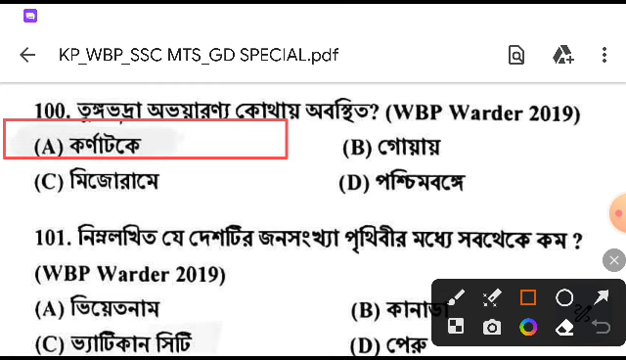 KP_WBP_SSC MTS_GD SPECIAL.pdf
100. তুঙ্গভদ্রা অভয়ারণ্য কোথায় অবস্থিত? (WBP Warder 2019)
(A) কর্ণাটকে (B) গোয়ায়
(C) মিজোরামে (D) পশ্চিমবঙ্গে
101. নিম্নলখিত যে দেশটির জনসংখ্যা পৃথিবীর মধ্যে সবথেকে কম ?
(WBP Warder 2019)
(A) ভিয়েতনাম (B) কানাডা
(C) ভ্যাটিকান সিটি (D) পেরু